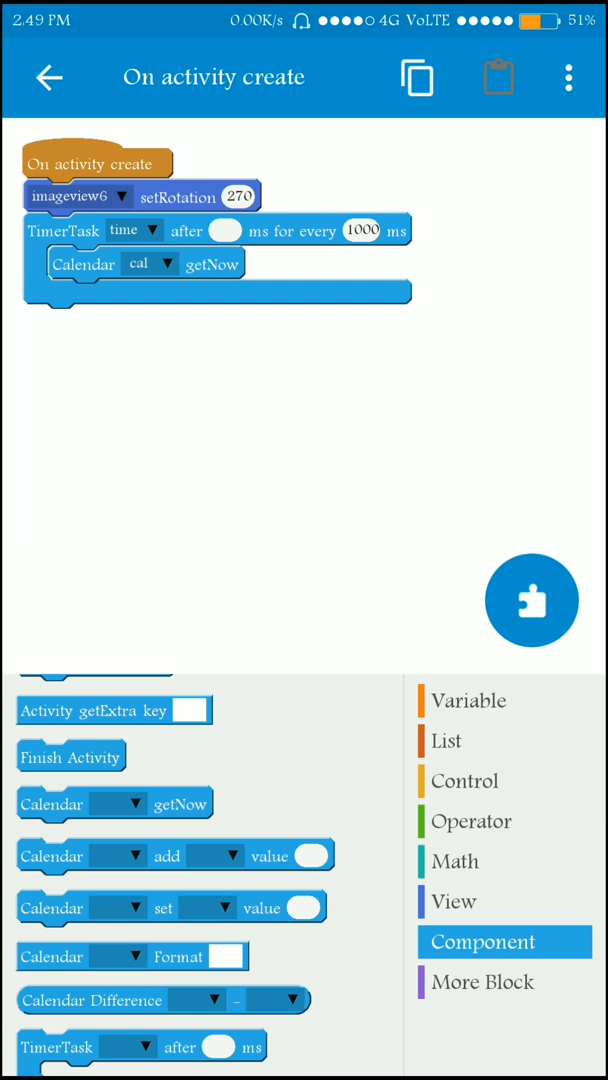 2.49 PM 0.00K/s 4G VoLTE 51%
On activity create
On activity create
imageview6 setRotation 270
TimerTask time after ms for every 1000 ms
Calendar cal getNow
Activity getExtra key
Finish Activity
Calendar getNow
Calendar add value
Calendar set value
Calendar Format
Calendar Difference -
TimerTask after ms
Variable
List
Control
Operator
Math
View
Component
More Block